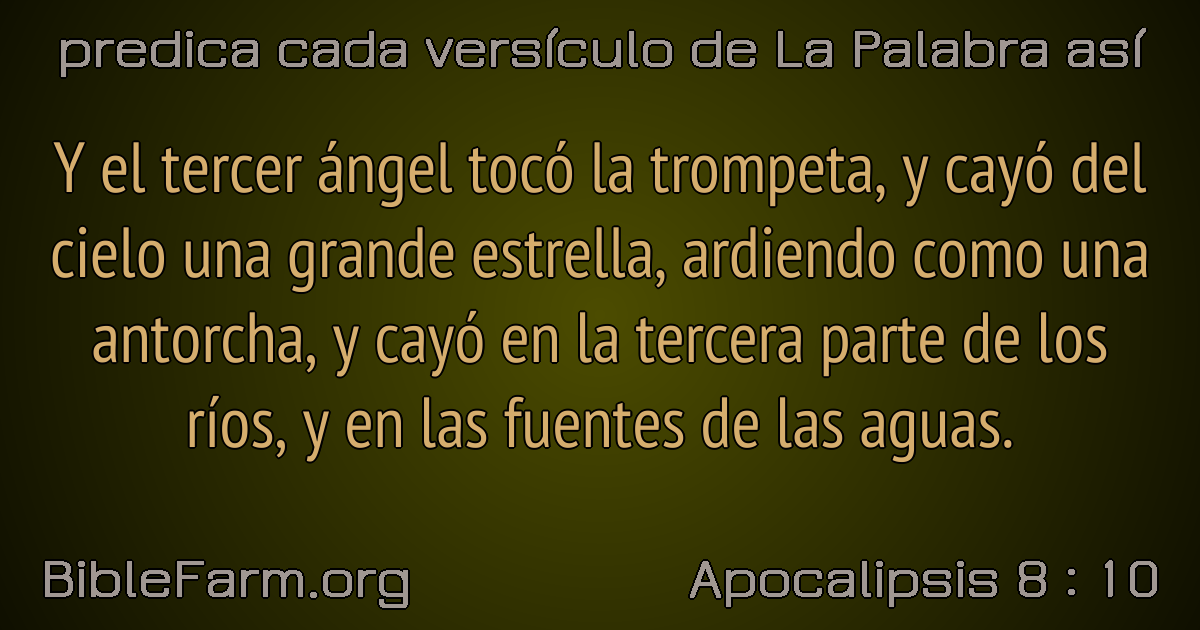 predica cada versículo de La Palabra así
Y el tercer ángel tocó la trompeta, y cayó del
cielo una grande estrella, ardiendo como una
antorcha, y cayó en la tercera parte de los
ríos, y en las fuentes de las aguas.
BibleFarm.org
Apocalipsis 8 : 10